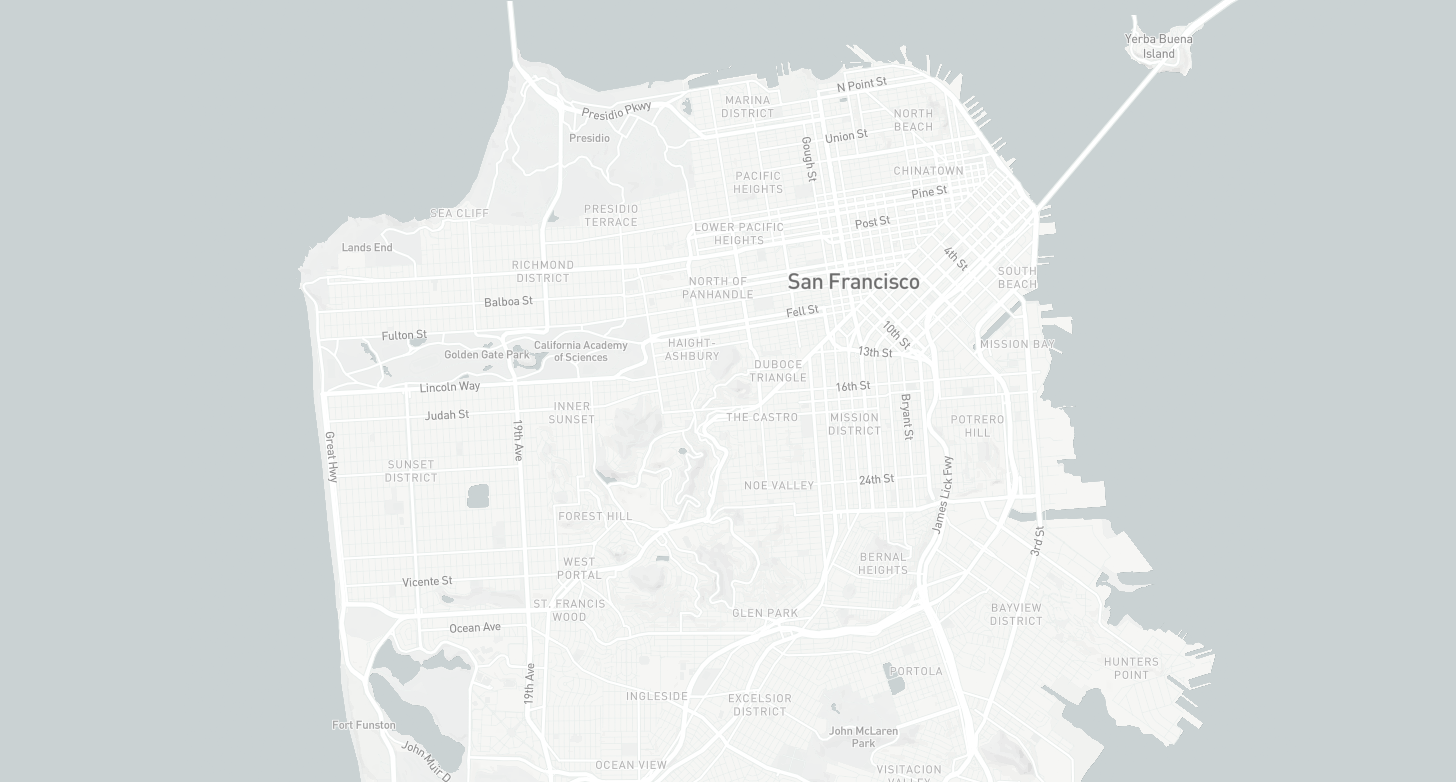 Yerba Buena
Island
N Point St
MARINA
DISTRICT
Presidio Pkwy
NORTH
BEACH
Presidio
Union St
Gough St
CHINATOWN
PACIFIC
HEIGHTS
Pine St
SEA CLIFF
PRESIDIO
TERRACE
Post St
LOWER PACIFIC
HEIGHTS
Lands End
4th St
RICHMOND
DISTRICT
SOUTH
BEACH
NORTH OF
PANHANDLE
San Francisco
Balboa St
Fell St
Fulton St
10th St
MISSION BAY
California Academy
of Sciences
Golden Gate Park
HAIGHT-
ASHBURY
13th St
DUBOCE
TRIANGLE
Lincoln Way
16th St
Judah St
INNER
SUNSET
THE CASTRO
MISSION
DISTRICT
Bryant St
POTRERO
HILL
19th Ave
Great Hwy
SUNSET
DISTRICT
24th St
NOE VALLEY
James Lick Fwy
FOREST HILL
3rd St
WEST
PORTAL
BERNAL
HEIGHTS
Vicente St
ST. FRANCIS
WOOD
GLEN PARK
BAYVIEW
DISTRICT
Ocean Ave
HUNTERS
POINT
PORTOLA
19th Ave
INGLESIDE
EXCELSIOR
DISTRICT
Fort Funston
John McLaren
Park
John Muir D
OCEAN VIEW
VISITACION
VALLEY